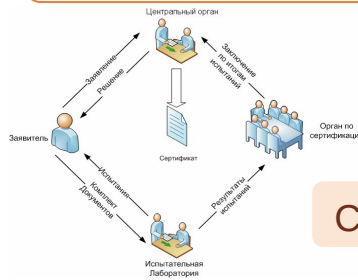 Центральный орган
Заявление
Решение
Заключение
по итогам
испытаний
Заявитель
Сертификат
Орган по
Испытания
Комплект
Документов
Результаты
испытаний
Испытательная
Лаборатория
С